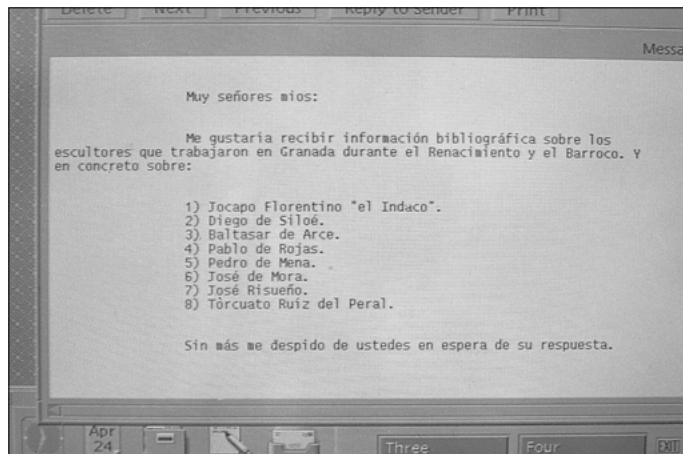 Delete Next Previous Reply to Sender Print
Messa
Muy señores mios:
Me gustaría recibir información bibliográfica sobre los
escultores que trabajaron en Granada durante el Renacimiento y el Barroco. Y
en concreto sobre:
1) Jocapo Florentino "el Indaco".
2) Diego de Siloé.
3) Baltasar de Arce.
4) Pablo de Rojas.
5) Pedro de Mena.
6) José de Mora.
7) José Risueño.
8) Tòrcuato Ruíz del Peral.
Sin más me despido de ustedes en espera de su respuesta.
Apr
24
Three Four EXIT